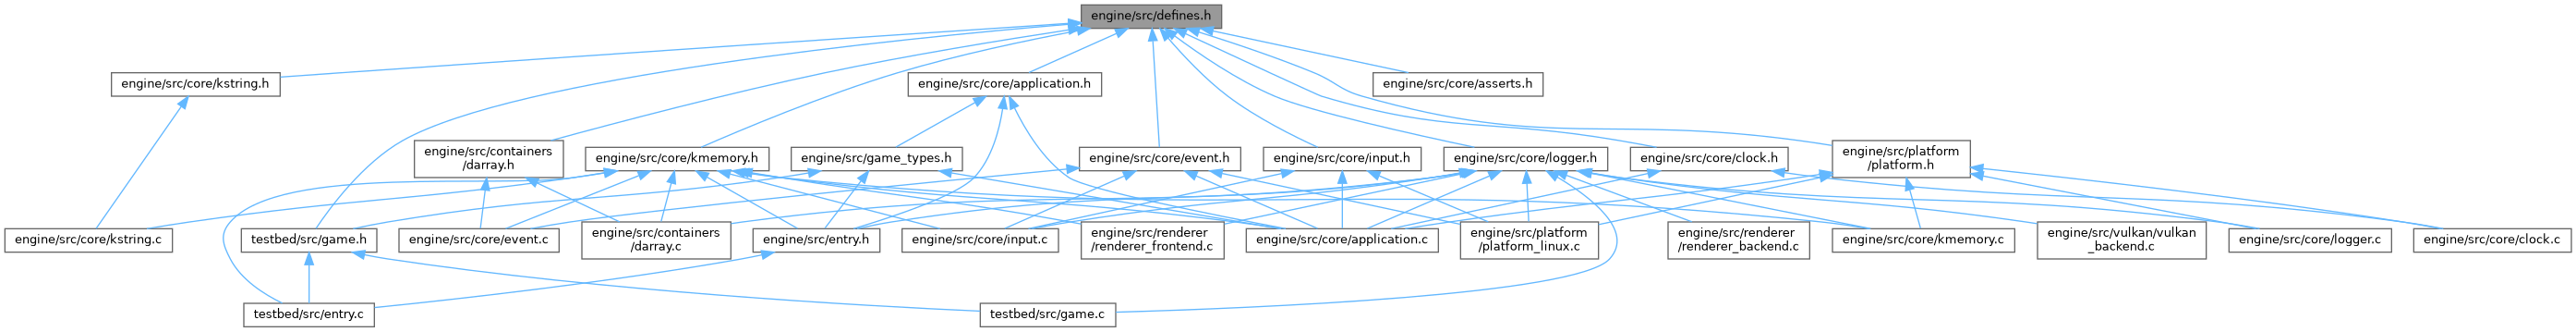 engine/src/defines.h
engine/src/core/kstring.h
engine/src/core/application.h
engine/src/core/asserts.h
engine/src/containers
/darray.h
engine/src/core/kmemory.h
engine/src/game_types.h
engine/src/core/event.h
engine/src/core/input.h
engine/src/core/logger.h
engine/src/core/clock.h
engine/src/platform
/platform.h
engine/src/core/kstring.c
testbed/src/game.h
engine/src/core/event.c
engine/src/containers
/darray.c
engine/src/entry.h
engine/src/core/input.c
engine/src/renderer
/renderer_frontend.c
engine/src/core/application.c
engine/src/platform
/platform_linux.c
engine/src/renderer
/renderer_backend.c
engine/src/core/kmemory.c
engine/src/vulkan/vulkan
_backend.c
engine/src/core/logger.c
engine/src/core/clock.c
testbed/src/entry.c
testbed/src/game.c